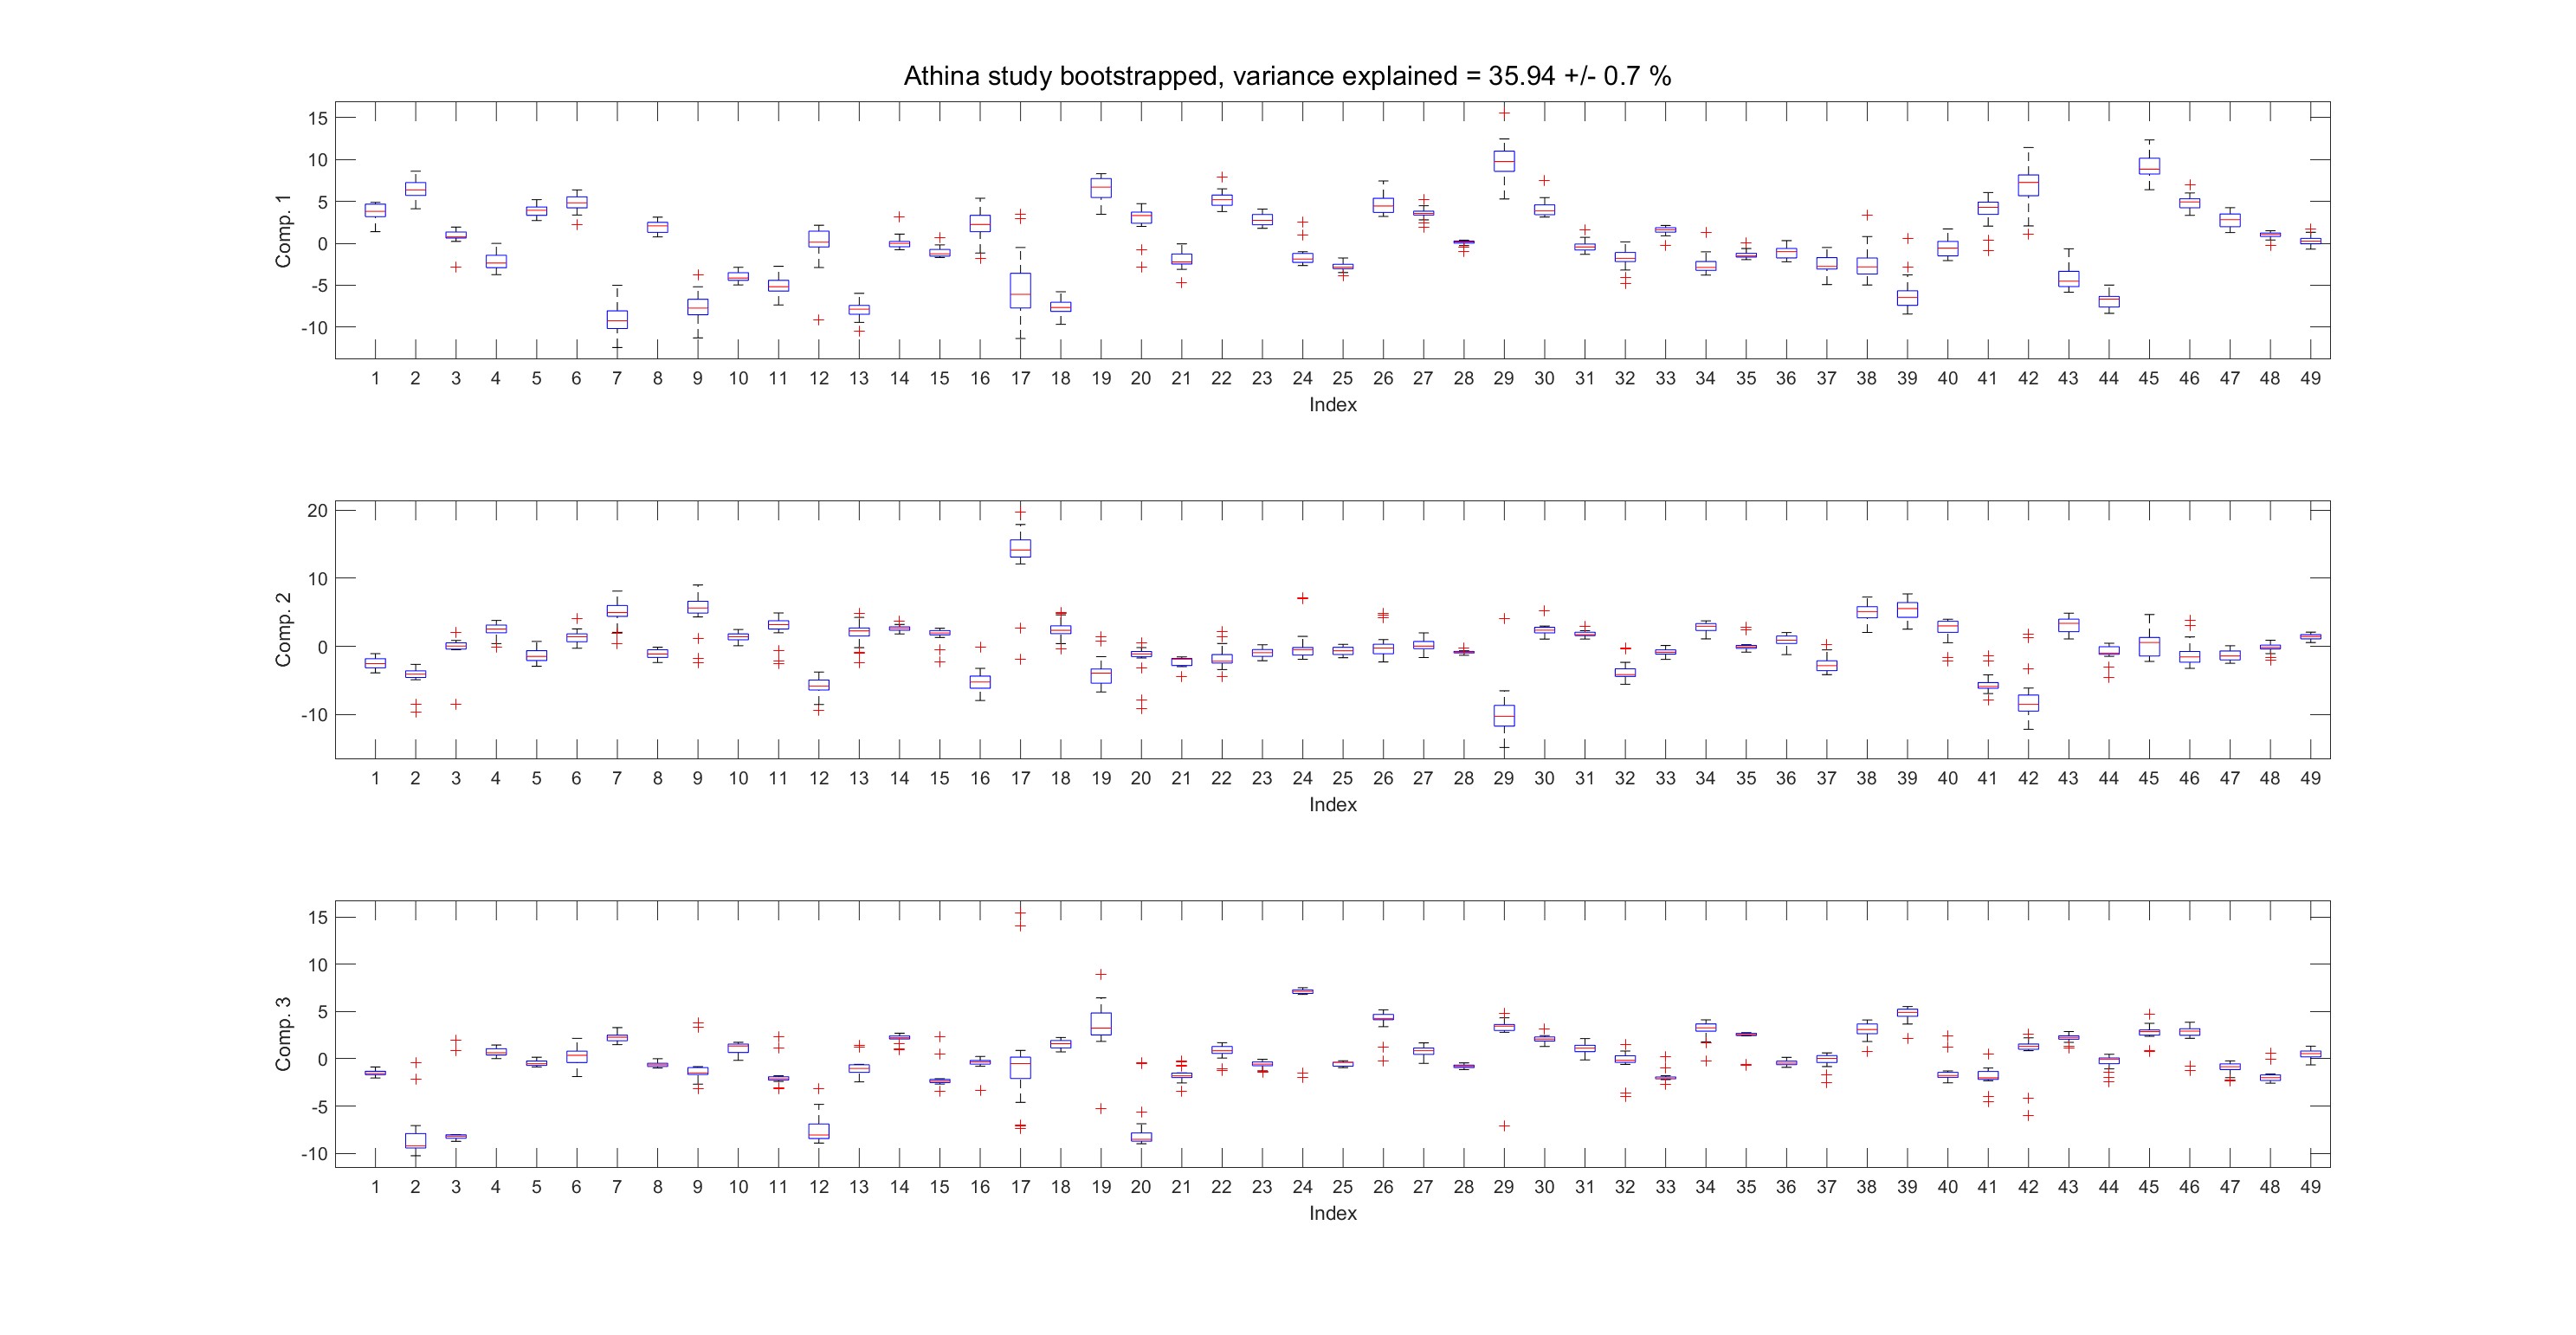 Athina study bootstrapped, variance explained = 35.94 +/- 0.7 %
15
10
5
0
-5
-10
Comp. 1
1 2 3 4 5 6 7 8 9 10 11 12 13 14 15 16 17 18 19 20 21 22 23 24 25 26 27 28 29 30 31 32 33 34 35 36 37 38 39 40 41 42 43 44 45 46 47 48 49
Index
20
10
0
-10
Comp. 2
1 2 3 4 5 6 7 8 9 10 11 12 13 14 15 16 17 18 19 20 21 22 23 24 25 26 27 28 29 30 31 32 33 34 35 36 37 38 39 40 41 42 43 44 45 46 47 48 49
Index
15
10
5
0
-5
-10
Comp. 3
1 2 3 4 5 6 7 8 9 10 11 12 13 14 15 16 17 18 19 20 21 22 23 24 25 26 27 28 29 30 31 32 33 34 35 36 37 38 39 40 41 42 43 44 45 46 47 48 49
Index